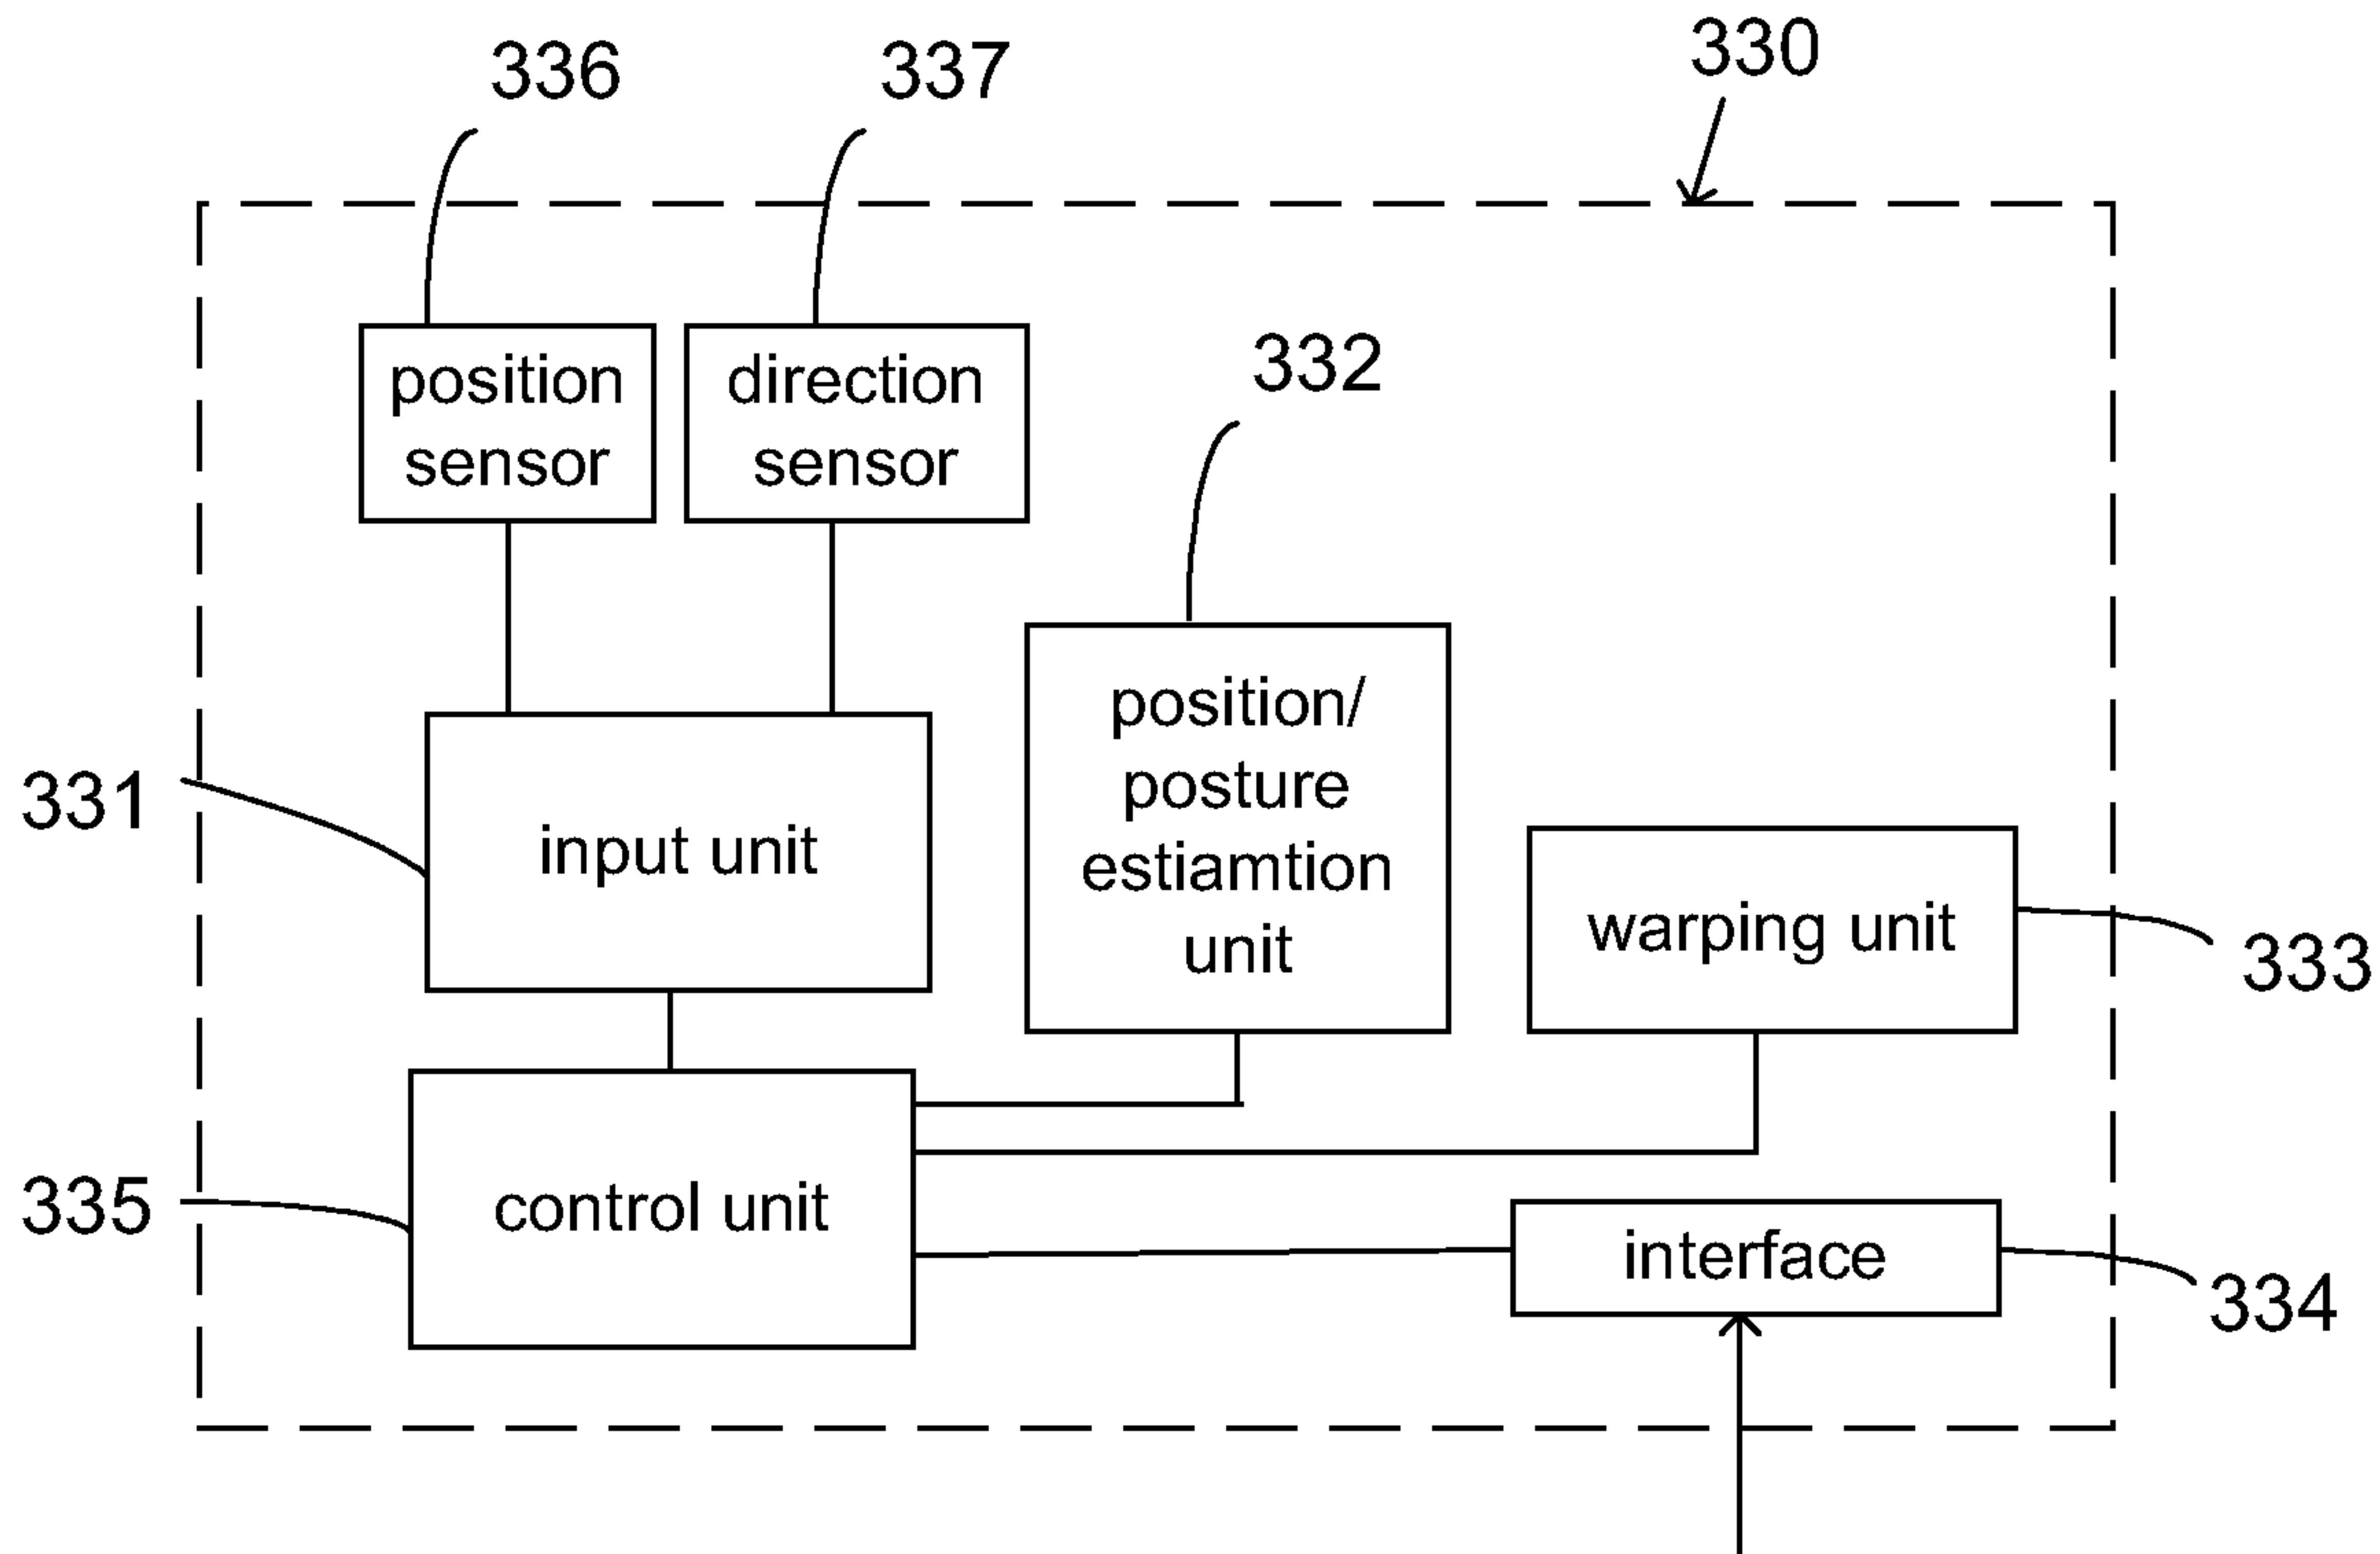 330
336
337
position
sensor
direction
sensor
332
position/
posture
estiamtion
unit
331
input unit
warping unit
333
335
control unit
interface
334